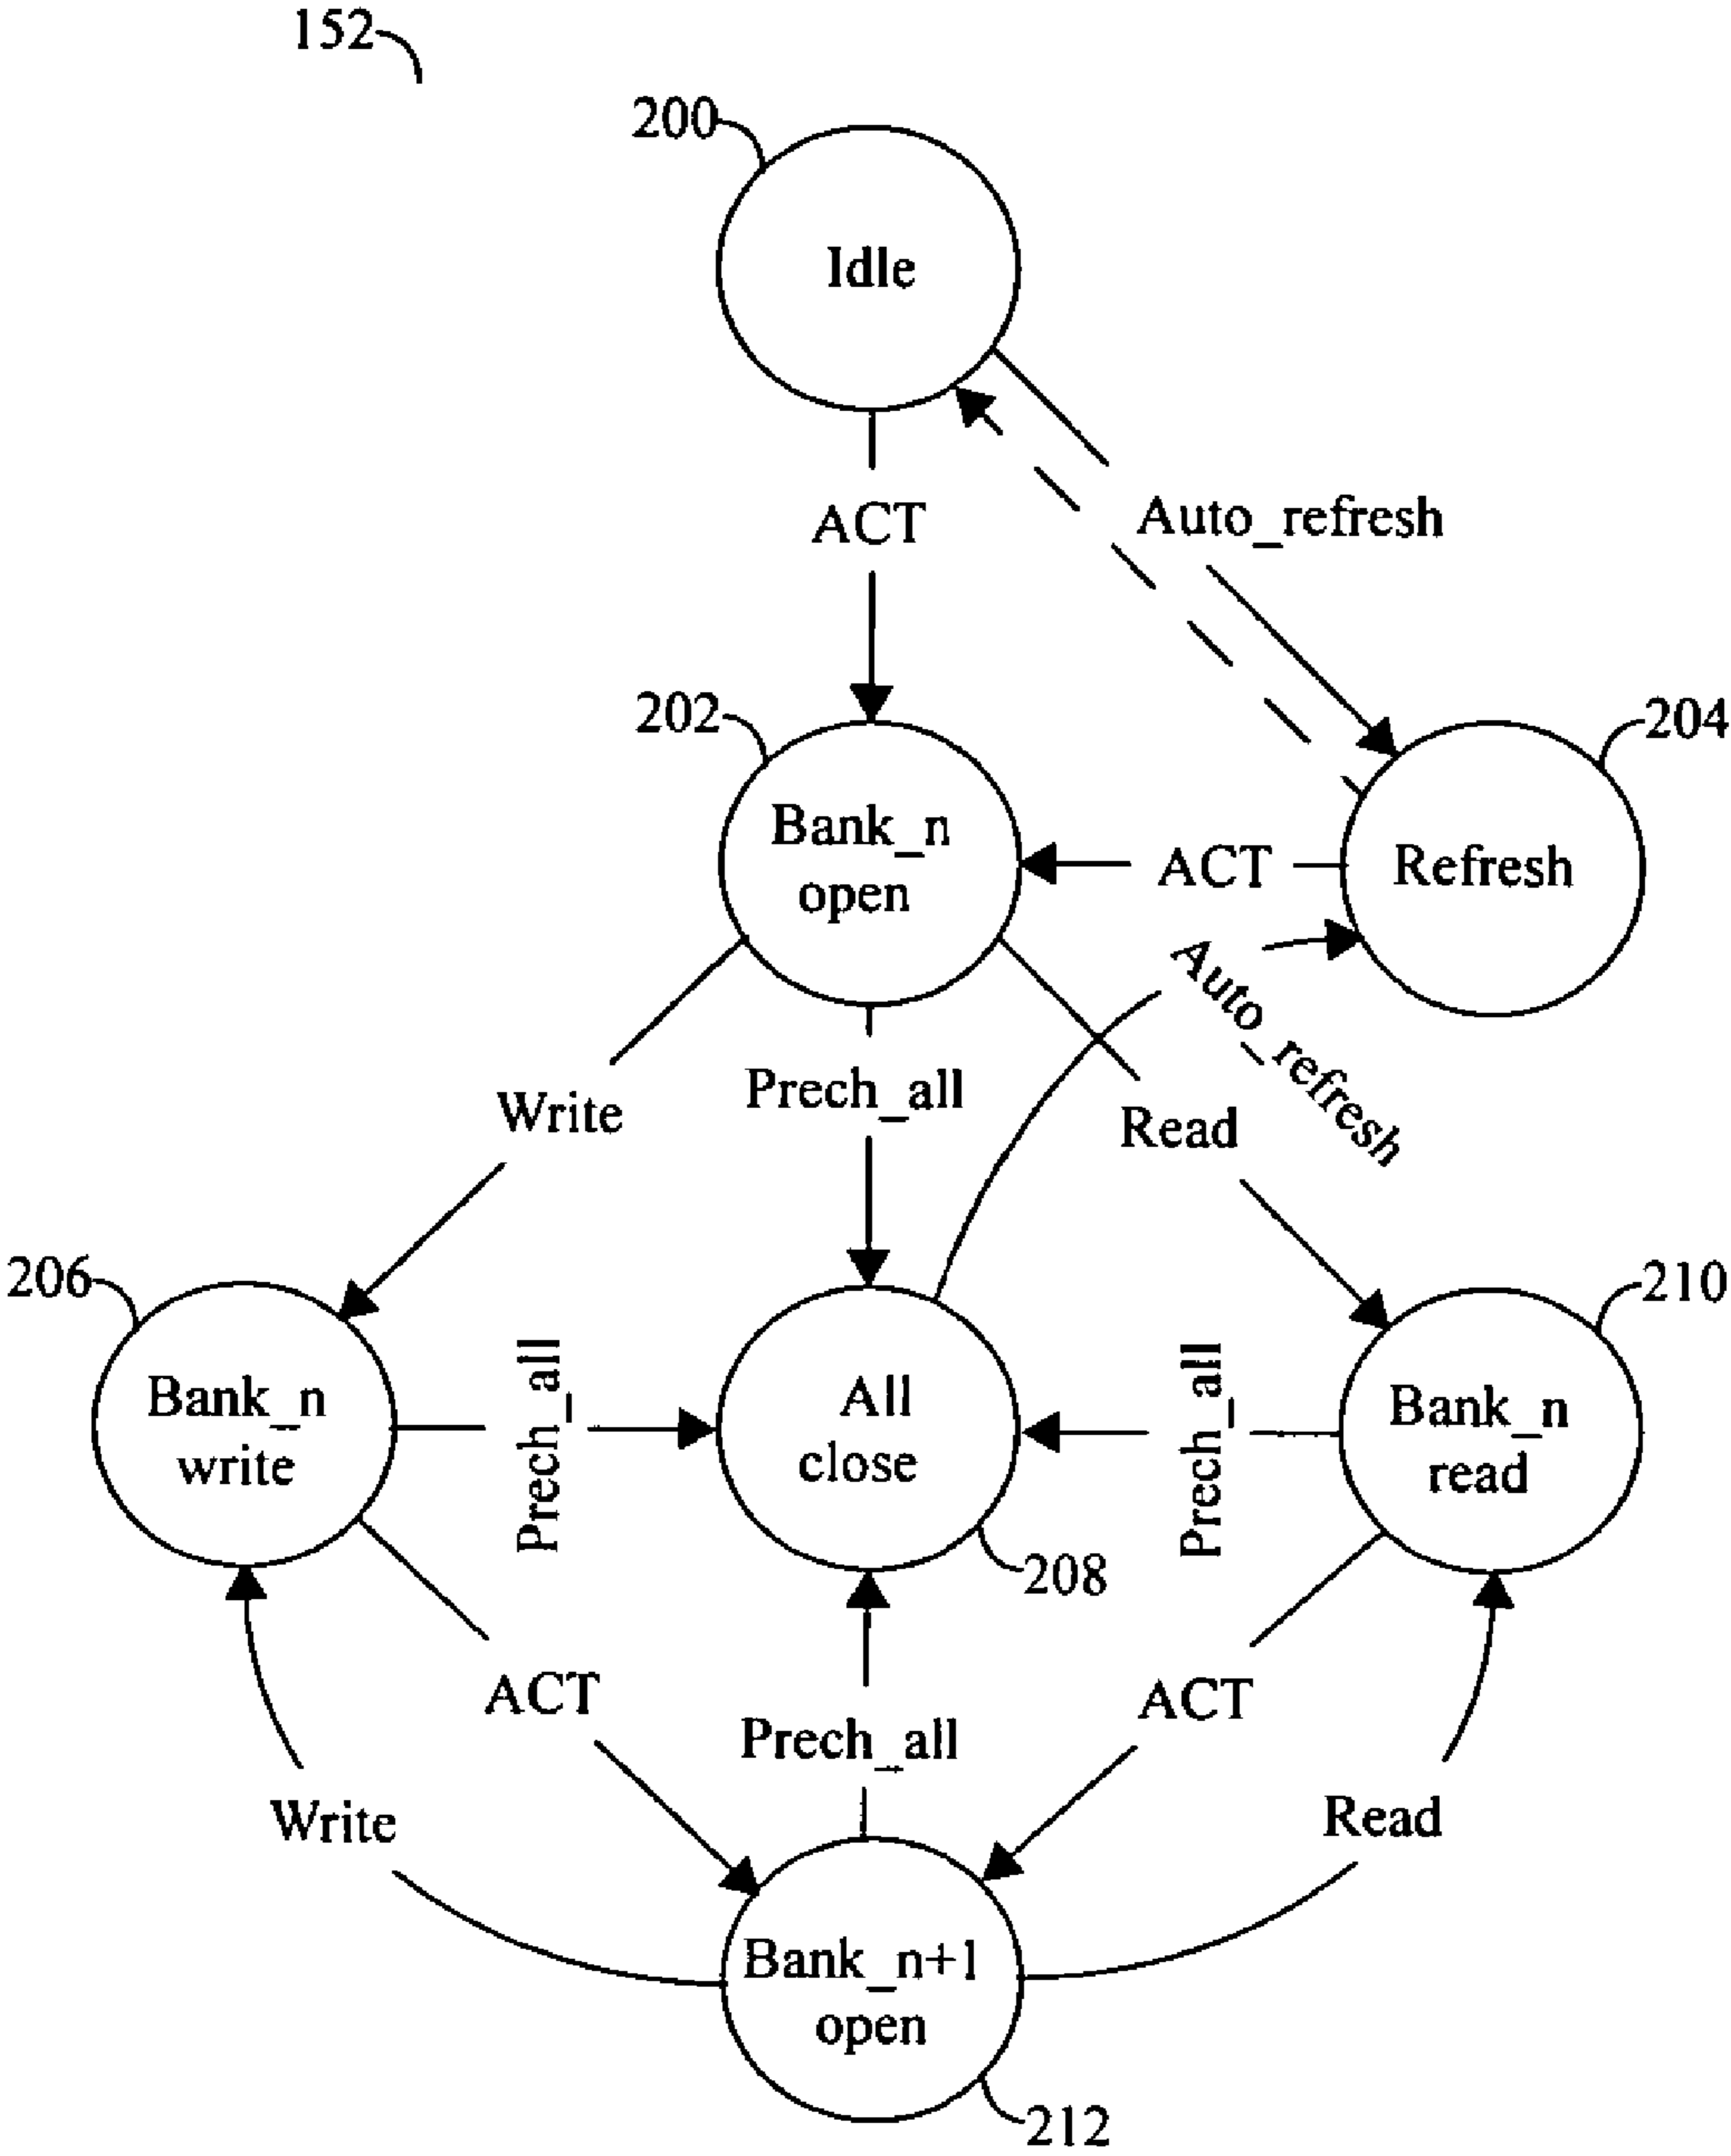 152
200
Idle
ACT
Auto_refresh
202
204
Bank_n
open
ACT
Refresh
Auto_refresh
Write
Prech_all
Read
206
210
Bank_n
write
Prech_all
All
close
Prech_all
Bank_n
read
208
ACT
Prech_all
ACT
Write
Read
Bank_n+1
open
212